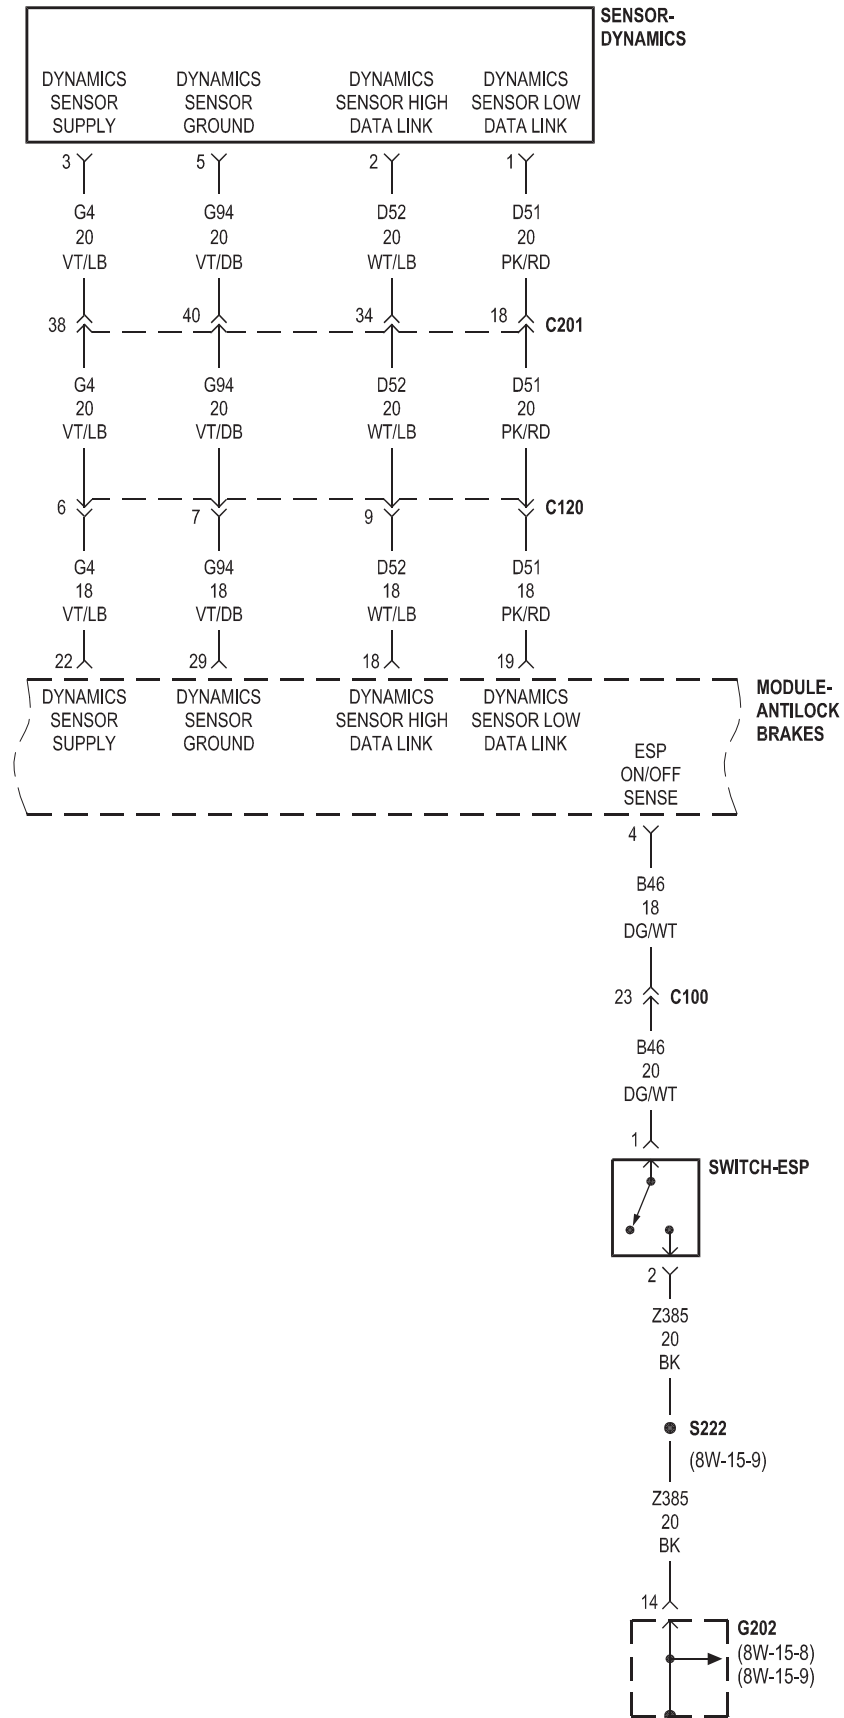 SENSOR-
DYNAMICS
DYNAMICS
SENSOR
SUPPLY
DYNAMICS
SENSOR
GROUND
DYNAMICS
SENSOR HIGH
DATA LINK
DYNAMICS
SENSOR LOW
DATA LINK
3
5
2
1
G4
20
VT/LB
G94
20
VT/DB
D52
20
WT/LB
D51
20
PK/RD
38
40
34
18
C201
G4
20
VT/LB
G94
20
VT/DB
D52
20
WT/LB
D51
20
PK/RD
6
7
9
C120
G4
18
VT/LB
G94
18
VT/DB
D52
18
WT/LB
D51
18
PK/RD
22
29
18
19
MODULE-
ANTILOCK
BRAKES
DYNAMICS
SENSOR
SUPPLY
DYNAMICS
SENSOR
GROUND
DYNAMICS
SENSOR HIGH
DATA LINK
DYNAMICS
SENSOR LOW
DATA LINK
ESP
ON/OFF
SENSE
4
B46
18
DG/WT
23
C100
B46
20
DG/WT
1
SWITCH-ESP
2
Z385
20
BK
S222
(8W-15-9)
Z385
20
BK
14
G202
(8W-15-8)
(8W-15-9)